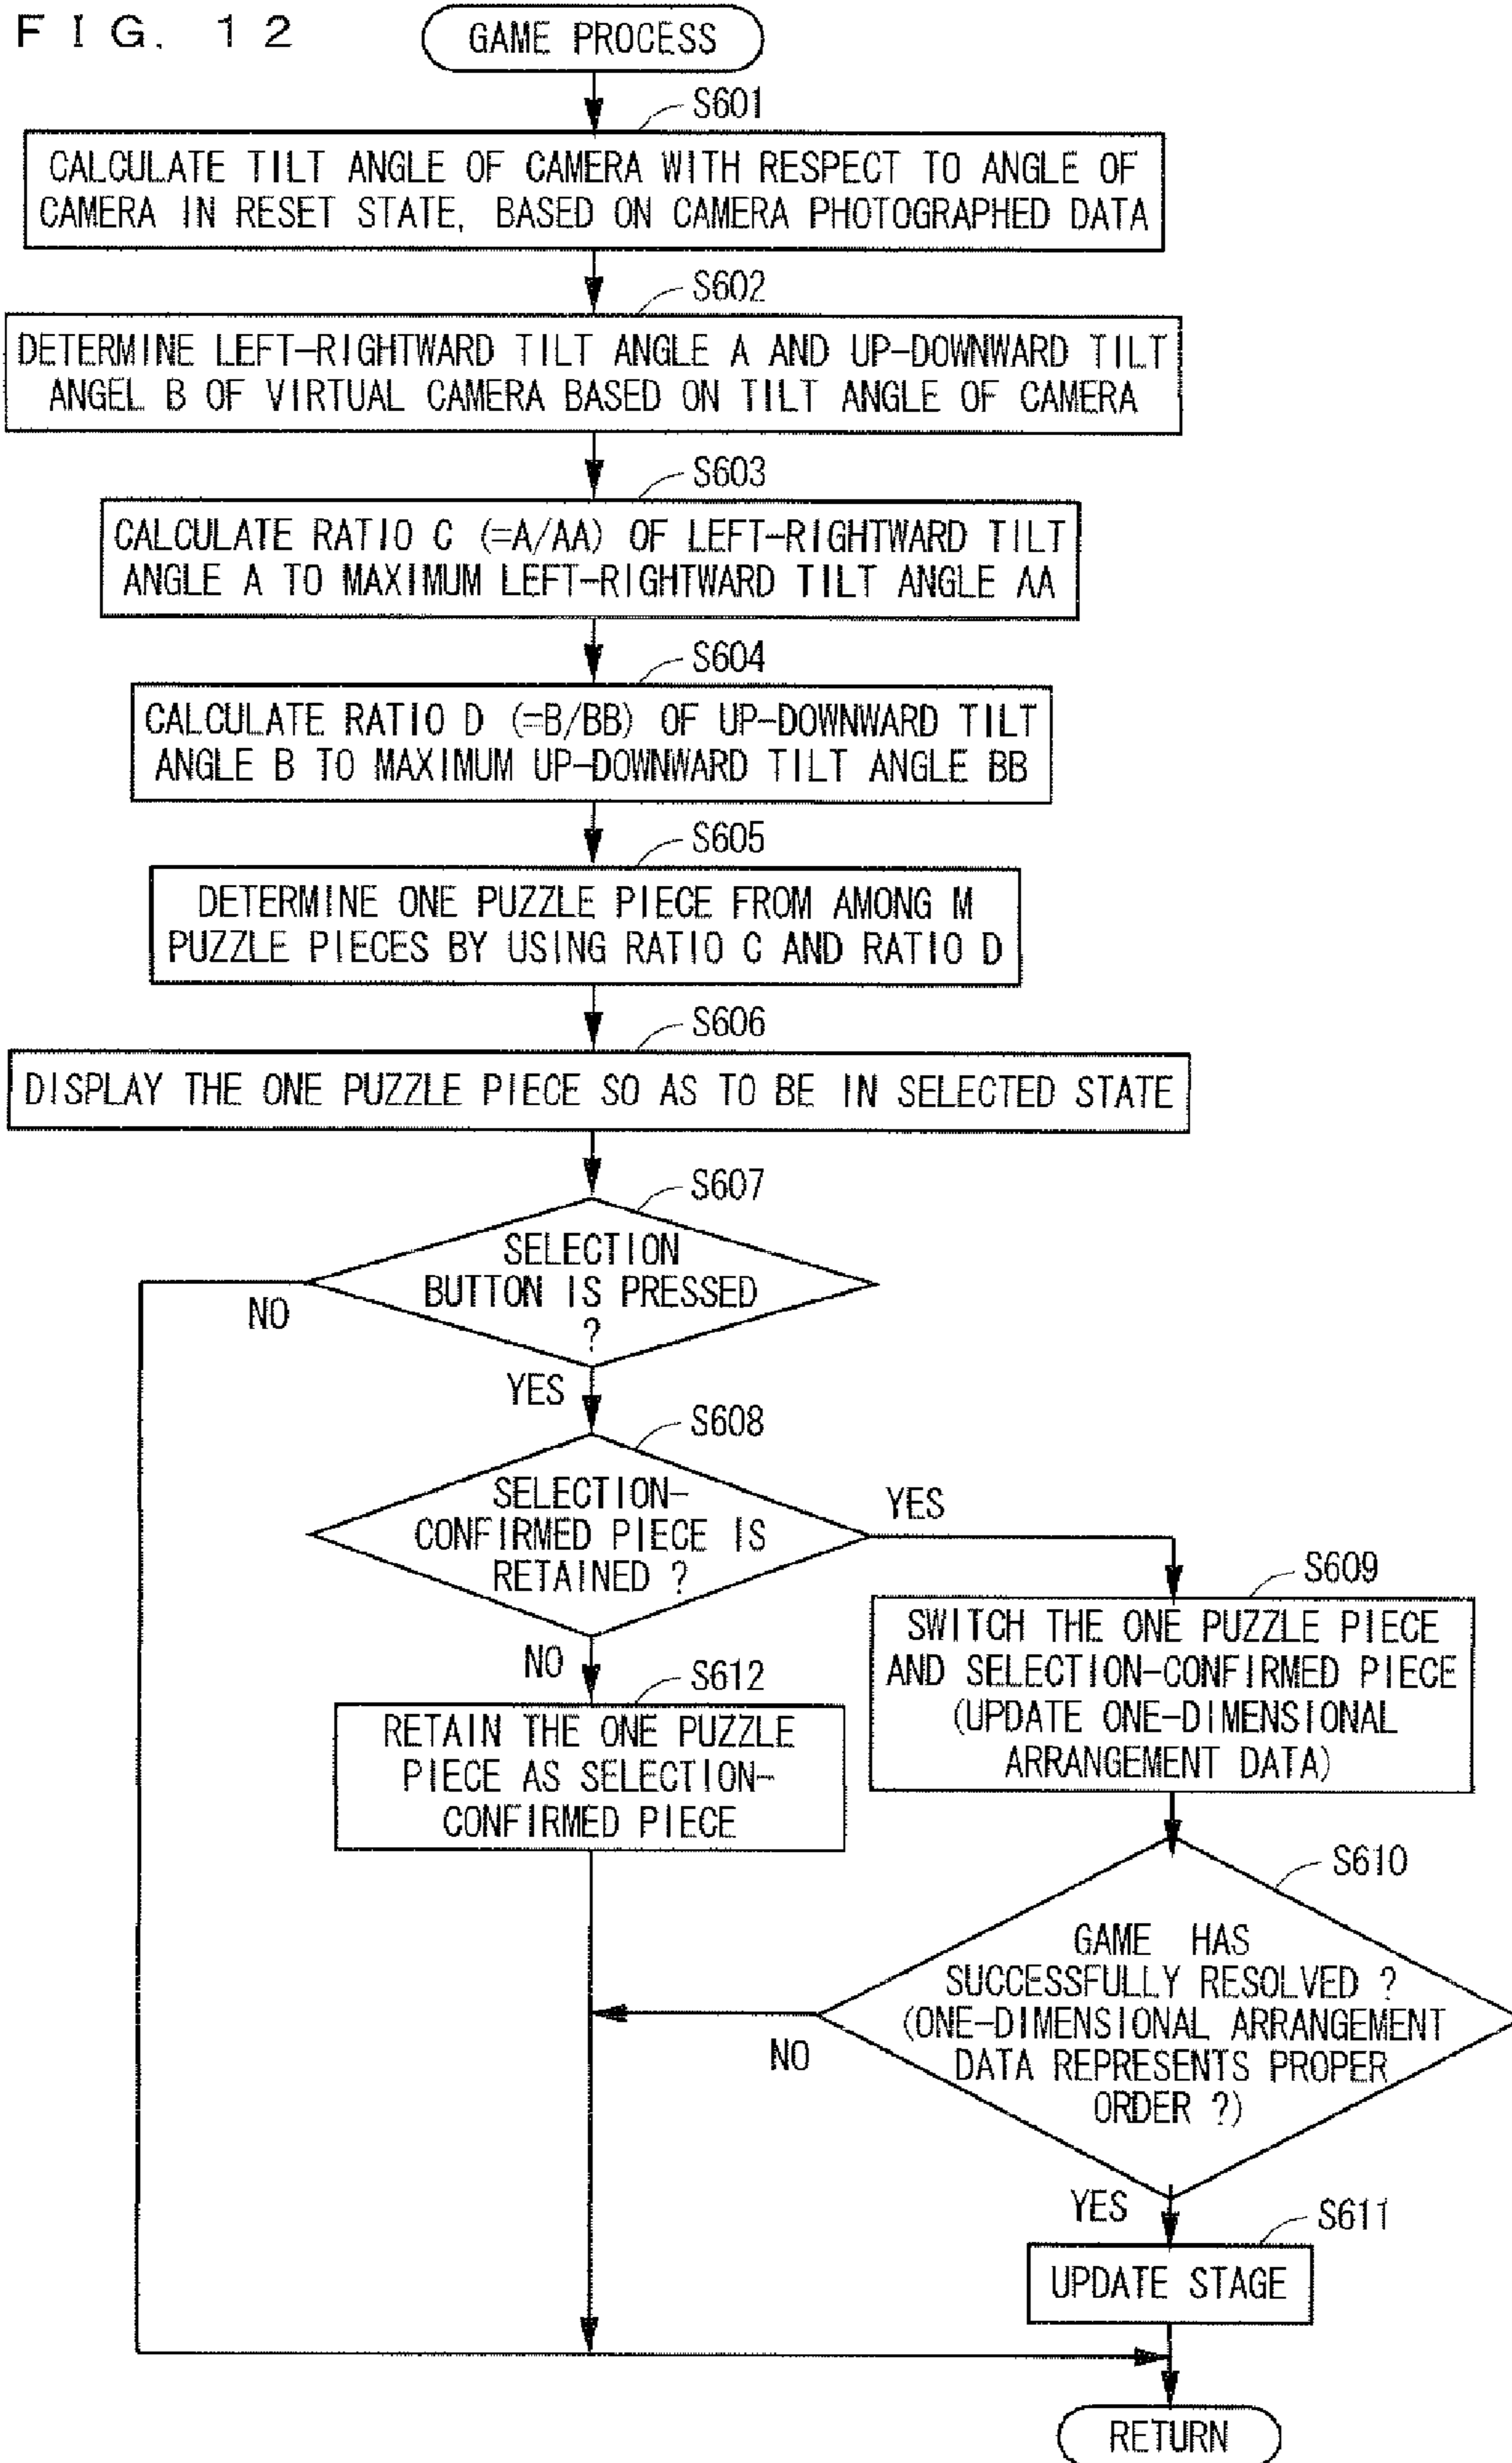 FIG. 12
GAME PROCESS
S601
CALCULATE TILT ANGLE OF CAMERA WITH RESPECT TO ANGLE OF
CAMERA IN RESET STATE, BASED ON CAMERA PHOTOGRAPHED DATA
S602
DETERMINE LEFT-RIGHTWARD TILT ANGLE A AND UP-DOWNWARD TILT
ANGEL B OF VIRTUAL CAMERA BASED ON TILT ANGLE OF CAMERA
S603
CALCULATE RATIO C (=A/AA) OF LEFT-RIGHTWARD TILT
ANGLE A TO MAXIMUM LEFT-RIGHTWARD TILT ANGLE AA
S604
CALCULATE RATIO D (=B/BB) OF UP-DOWNWARD TILT
ANGLE B TO MAXIMUM UP-DOWNWARD TILT ANGLE BB
S605
DETERMINE ONE PUZZLE PIECE FROM AMONG M
PUZZLE PIECES BY USING RATIO C AND RATIO D
S606
DISPLAY THE ONE PUZZLE PIECE SO AS TO BE IN SELECTED STATE
S607
SELECTION
BUTTON IS PRESSED
?
NO
YES
S608
SELECTION-
CONFIRMED PIECE IS
RETAINED ?
YES
NO
S609
SWITCH THE ONE PUZZLE PIECE
AND SELECTION-CONFIRMED PIECE
(UPDATE ONE-DIMENSIONAL
ARRANGEMENT DATA)
S612
RETAIN THE ONE PUZZLE
PIECE AS SELECTION-
CONFIRMED PIECE
S610
GAME HAS
SUCCESSFULLY RESOLVED ?
(ONE-DIMENSIONAL ARRANGEMENT
DATA REPRESENTS PROPER
ORDER ?)
NO
YES
S611
UPDATE STAGE
RETURN